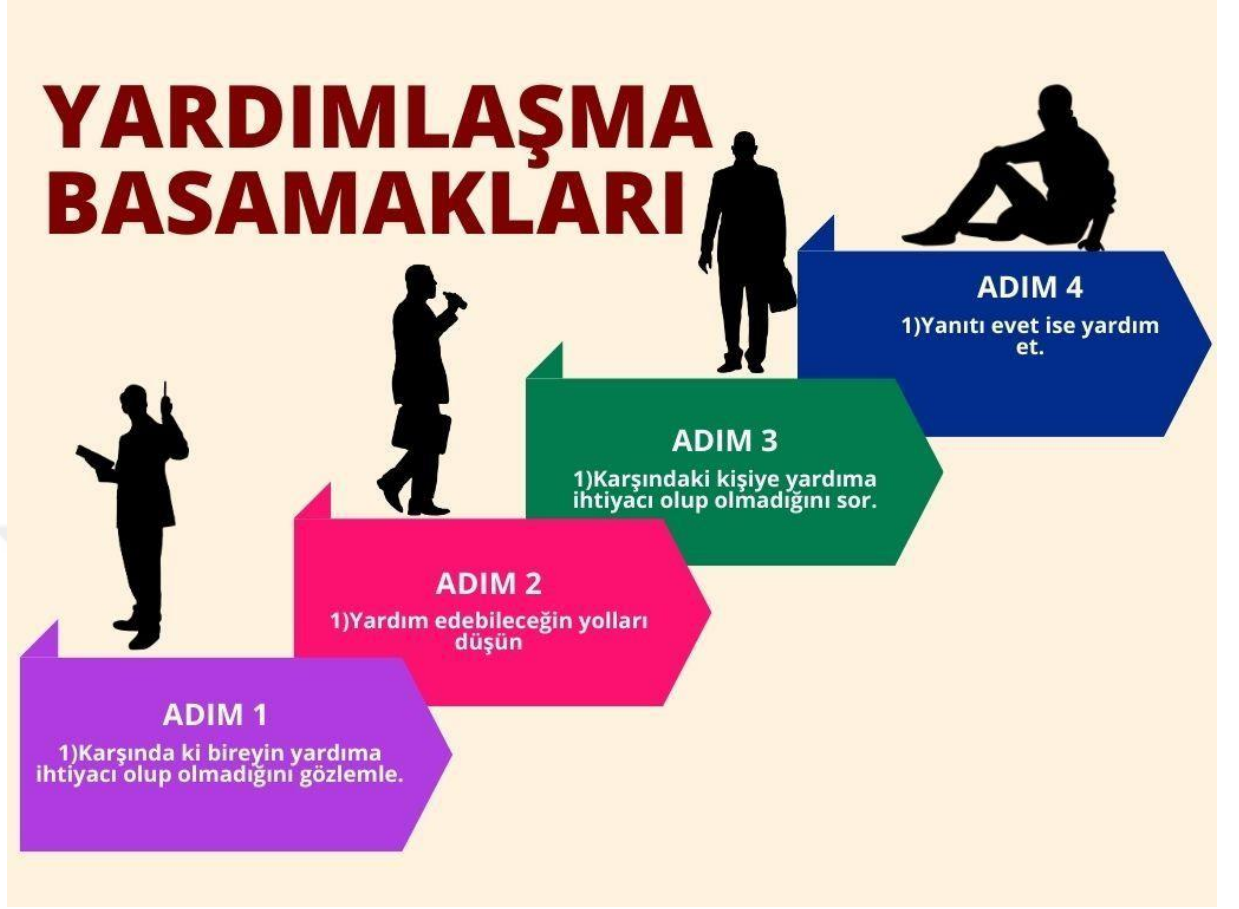 YARDIMLAŞMA
BASAMAKLARI
ADIM 4
1)Yanıtı evet ise yardım
et.
ADIM 3
1)Karşındaki kişiye yardıma
ihtiyacı olup olmadığını sor.
ADIM 2
1)Yardım edebileceğin yolları
düşün
ADIM 1
1)Karşında ki bireyin yardıma
ihtiyacı olup olmadığını gözlemle.